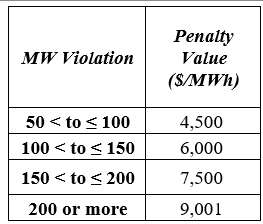 MW Violation Penalty
Value
($/MWh)
50 < to ≤ 100 4,500
100 < to ≤ 150 6,000
150 < to ≤ 200 7,500
200 or more 9,001